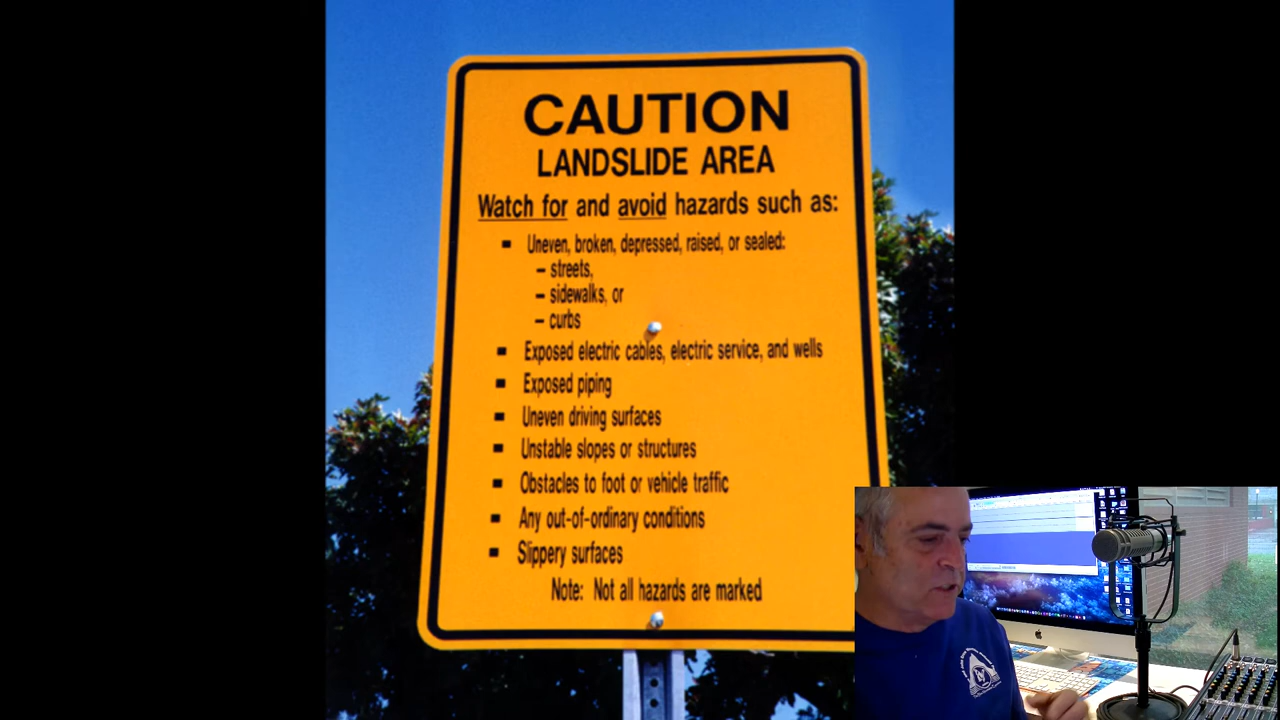 CAUTION
LANDSLIDE AREA
Watch for and avoid hazards such as:
▪ Uneven, broken, depressed, raised, or sealed:
– streets,
– sidewalks, or
– curbs
▪ Exposed electric cables, electric service, and wells
▪ Exposed piping
▪ Uneven driving surfaces
▪ Unstable slopes or structures
▪ Obstacles to foot or vehicle traffic
▪ Any out-of-ordinary conditions
▪ Slippery surfaces
Note: Not all hazards are marked